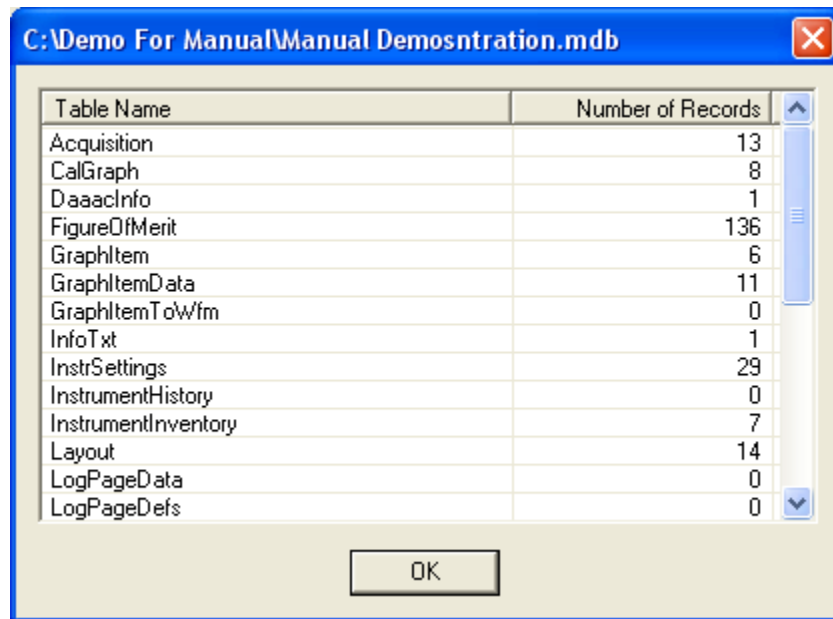 C:\Demo For Manual\Manual Demosntration.mdb
Table Name Number of Records
Acquisition 13
CalGraph 8
DaaacInfo 1
FigureOfMerit 136
GraphItem 6
GraphItemData 11
GraphItemToWfm 0
InfoTxt 1
InstrSettings 29
InstrumentHistory 0
InstrumentInventory 7
Layout 14
LogPageData 0
LogPageDefs 0
OK